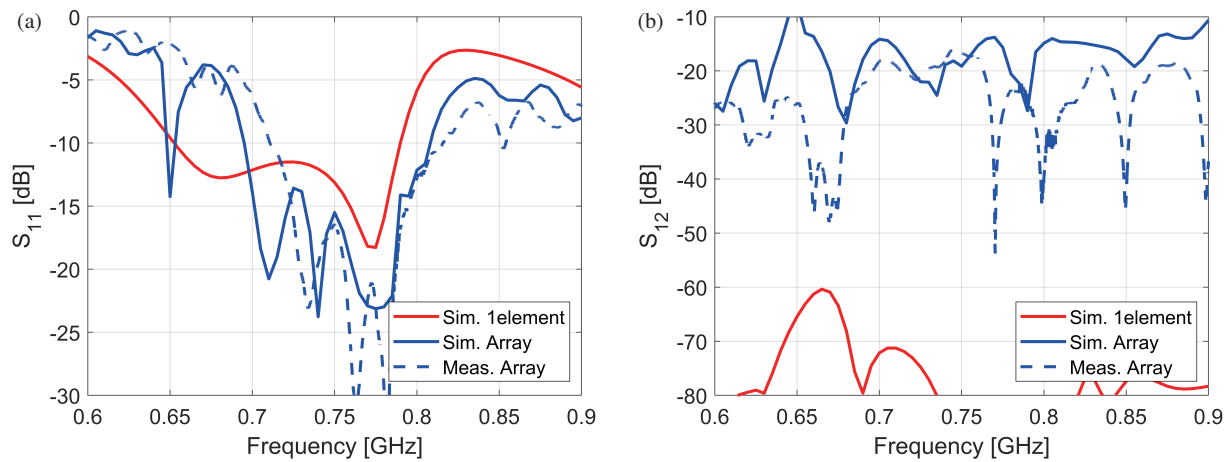 (a)
0
-5
-10
-15
-20
-25
-30
S11 [dB]
0.6
0.65
0.7
0.75
0.8
0.85
0.9
Frequency [GHz]
Sim. 1element
Sim. Array
Meas. Array
(b)
-10
-20
-30
-40
-50
-60
-70
-80
S12 [dB]
0.6
0.65
0.7
0.75
0.8
0.85
0.9
Frequency [GHz]
Sim. 1element
Sim. Array
Meas. Array